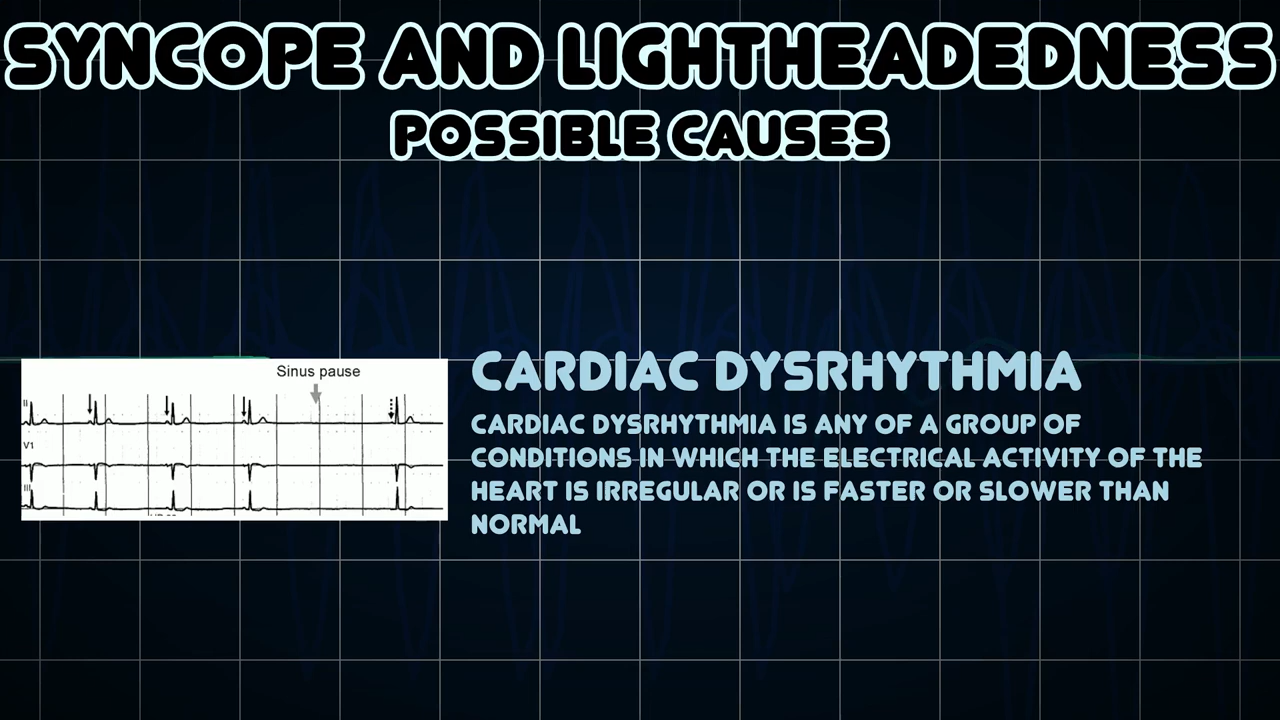 SYNCOPE AND LIGHTHEADEDNESS
POSSIBLE CAUSES
Sinus pause
II
V1
III
CARDIAC DYSRHYTHMIA
CARDIAC DYSRHYTHMIA IS ANY OF A GROUP OF
CONDITIONS IN WHICH THE ELECTRICAL ACTIVITY OF THE
HEART IS IRREGULAR OR IS FASTER OR SLOWER THAN
NORMAL